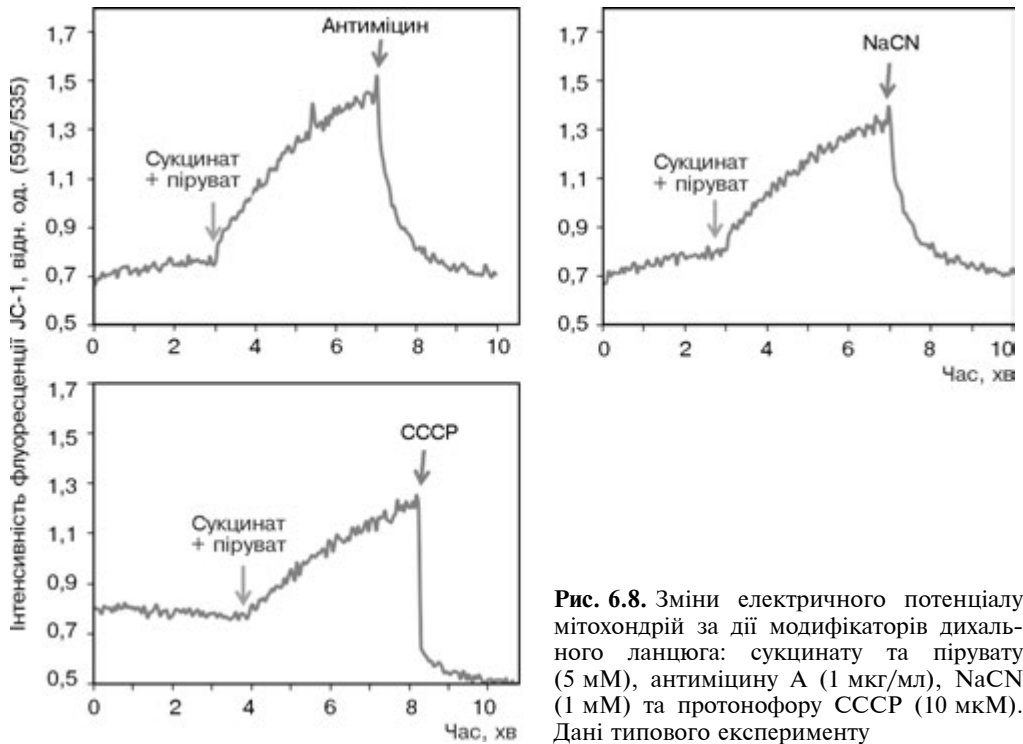 Інтенсивність флуоресценції JC-1, відн. од. (595/535)
1,7
1,5
1,3
1,1
0,9
0,7
0,5
Антиміцин
Сукцинат
+ піруват
0 2 4 6 8 10
1,7
1,5
1,3
1,1
0,9
0,7
0,5
NaCN
Сукцинат
+ піруват
0 2 4 6 8 10
Час, хв
1,7
1,5
1,3
1,1
0,9
0,7
0,5
CCCP
Сукцинат
+ піруват
0 2 4 6 8 10
Час, хв
Рис. 6.8. Зміни електричного потенціалу
мітохондрій за дії модифікаторів дихаль-
ного ланцюга: сукцинату та пірувату
(5 мМ), антиміцину А (1 мкг/мл), NaCN
(1 мМ) та протонофору СССР (10 мкМ).
Дані типового експерименту